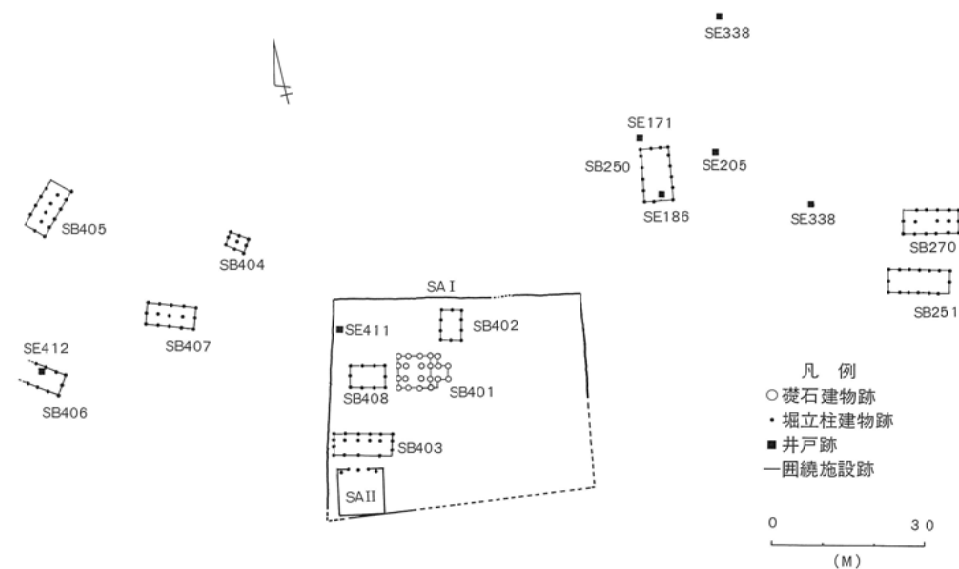 SE338
SE171
SB250
SE205
SE186
SE338
SB405
SB270
SB404
SAⅠ
SB251
SE411
SB402
SB407
SE412
SB408
SB401
SB406
SB403
SAⅡ
凡 例
○礎石建物跡
・堀立柱建物跡
■井戸跡
―囲繞施設跡
0 30
(M)